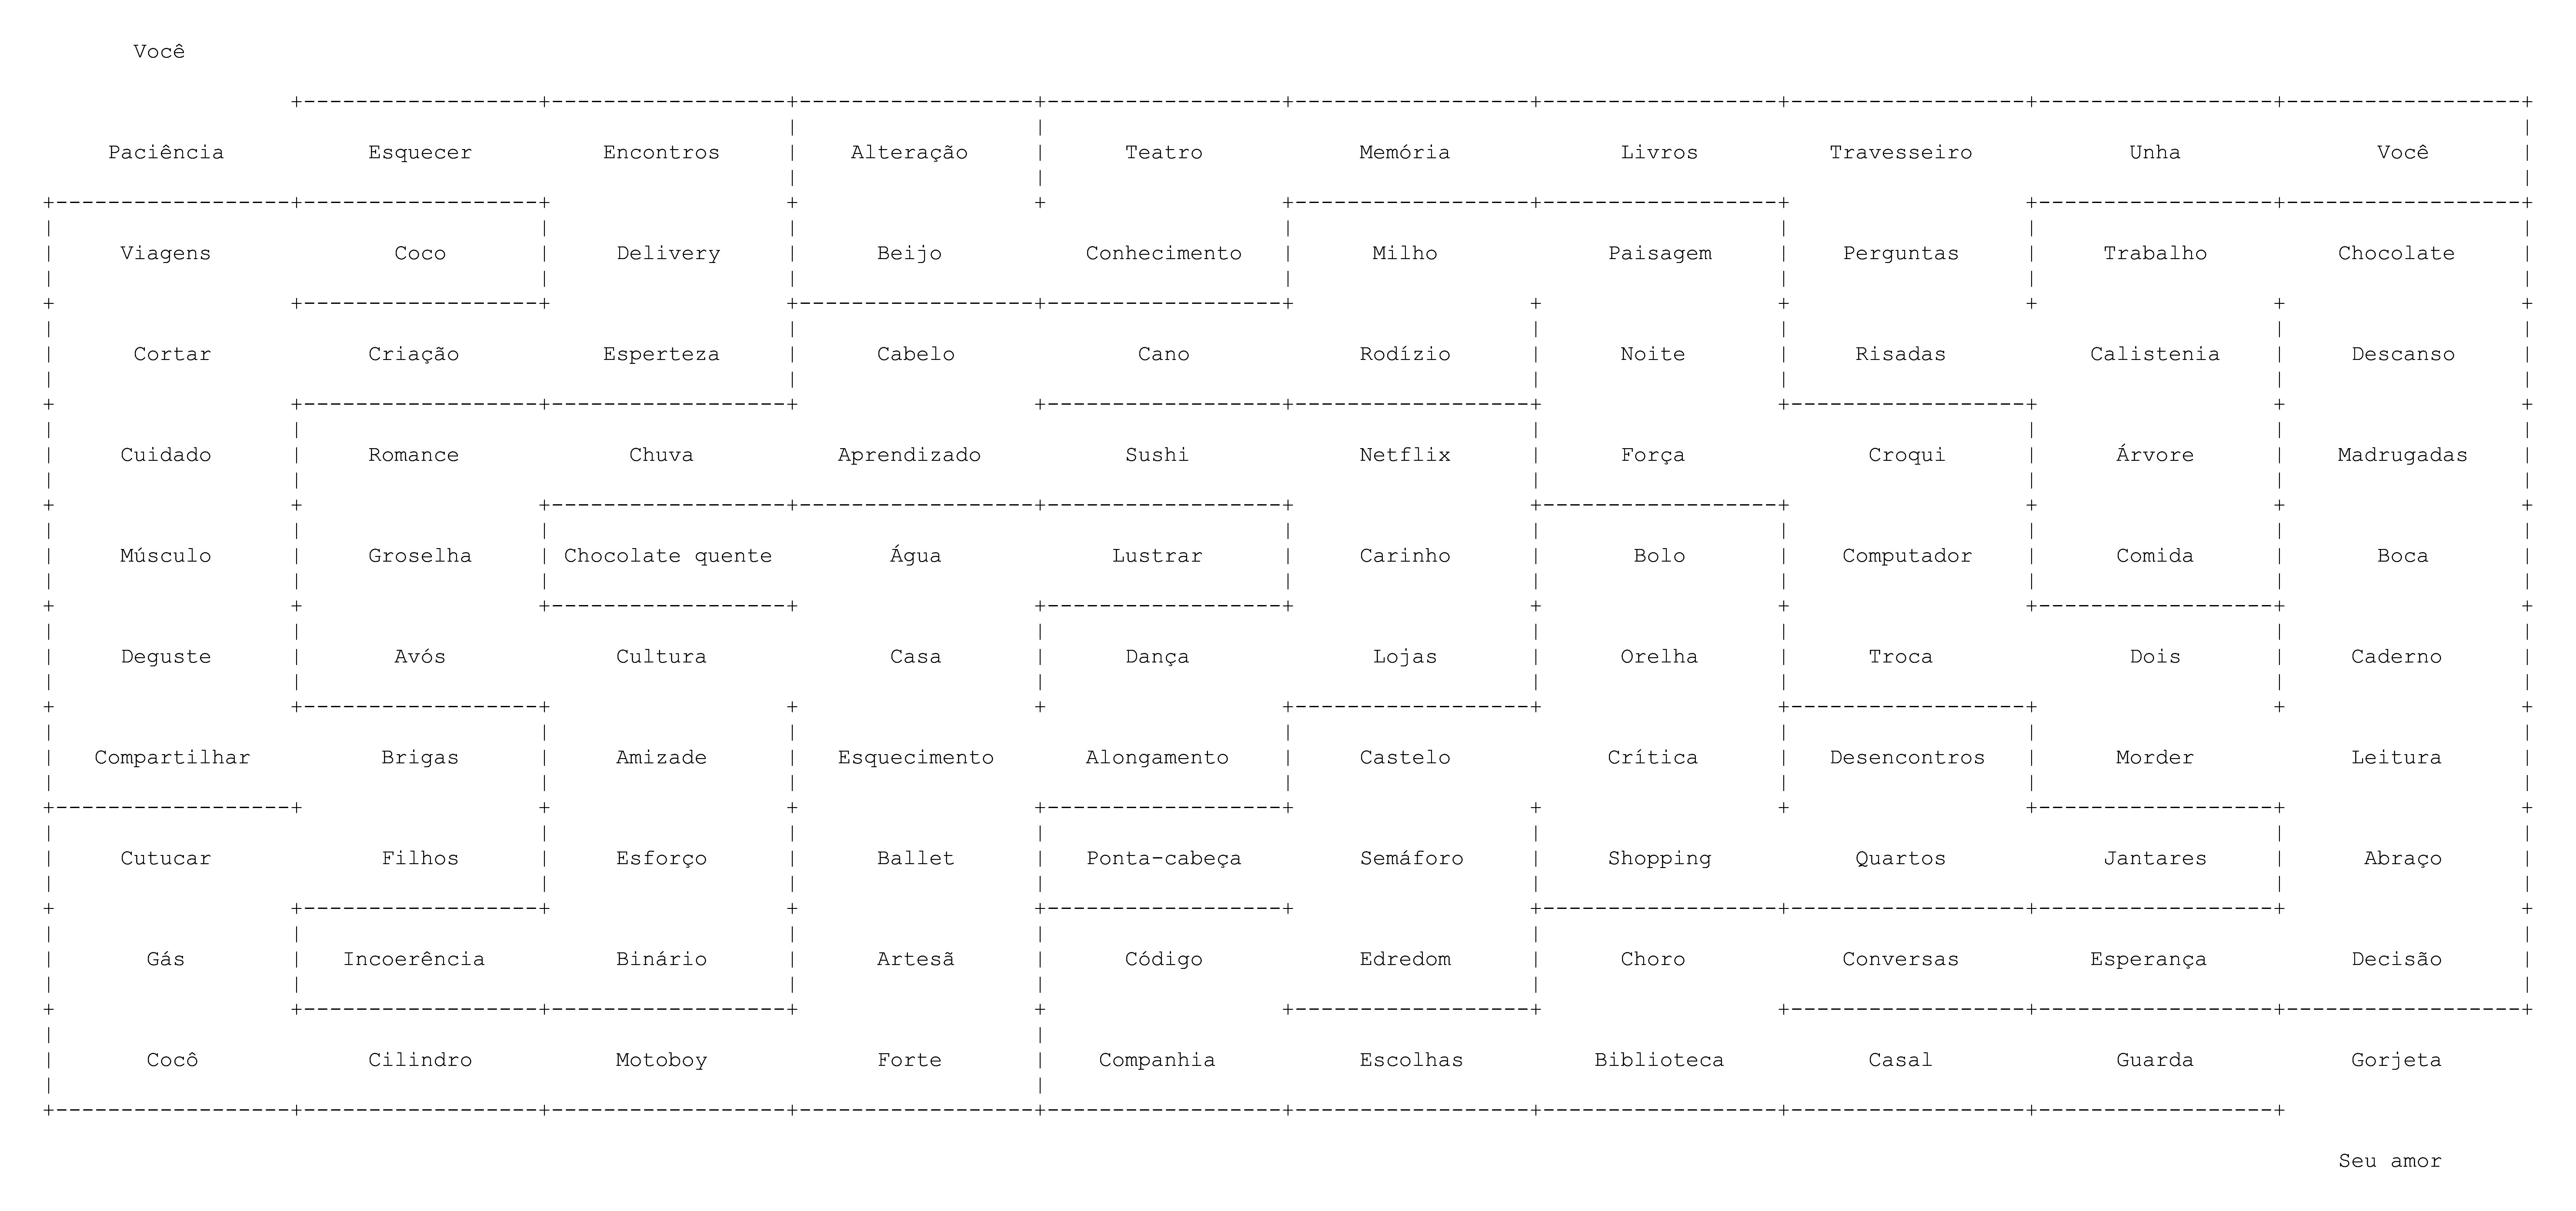 Você
Paciência Esquecer Encontros Alteração Teatro Memória Livros Travesseiro Unha Você
Viagens Coco Delivery Beijo Conhecimento Milho Paisagem Perguntas Trabalho Chocolate
Cortar Criação Esperteza Cabelo Cano Rodízio Noite Risadas Calistenia Descanso
Cuidado Romance Chuva Aprendizado Sushi Netflix Força Croqui Árvore Madrugadas
Músculo Groselha Chocolate quente Água Lustrar Carinho Bolo Computador Comida Boca
Deguste Avós Cultura Casa Dança Lojas Orelha Troca Dois Caderno
Compartilhar Brigas Amizade Esquecimento Alongamento Castelo Crítica Desencontros Morder Leitura
Cutucar Filhos Esforço Ballet Ponta-cabeça Semáforo Shopping Quartos Jantares Abraço
Gás Incoerência Binário Artesã Código Edredom Choro Conversas Esperança Decisão
Cocô Cilindro Motoboy Forte Companhia Escolhas Biblioteca Casal Guarda Gorjeta
Seu amor